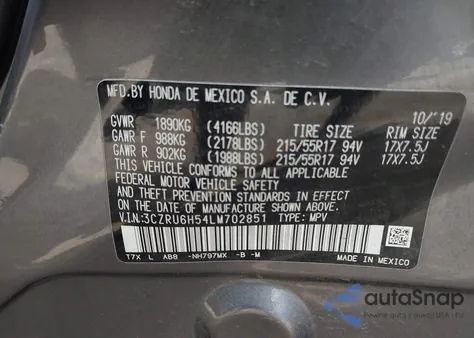 MFD.BY HONDA DE MEXICO S.A. DE C.V.
10/'19
GVWR 1890KG (4166LBS) TIRE SIZE RIM SIZE
GAWR F 988KG (2178LBS) 215/55R17 94V 17X7.5J
GAWR R 902KG (1988LBS) 215/55R17 94V 17X7.5J
THIS VEHICLE CONFORMS TO ALL APPLICABLE
FEDERAL MOTOR VEHICLE SAFETY, BUMPER,
AND THEFT PREVENTION STANDARDS IN EFFECT
ON THE DATE OF MANUFACTURE SHOWN ABOVE.
V.I.N.:3CZRU6H54LM702851 TYPE: MPV
T7X L AB8 -NH797MX -B -M
MADE IN MEXICO
autoSnap